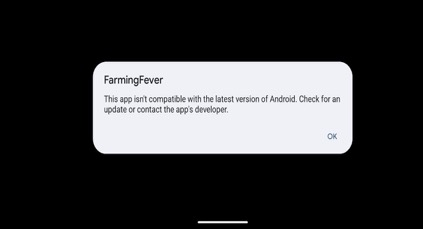 FarmingFever
This app isn't compatible with the latest version of Android. Check for an
update or contact the app's developer.
OK